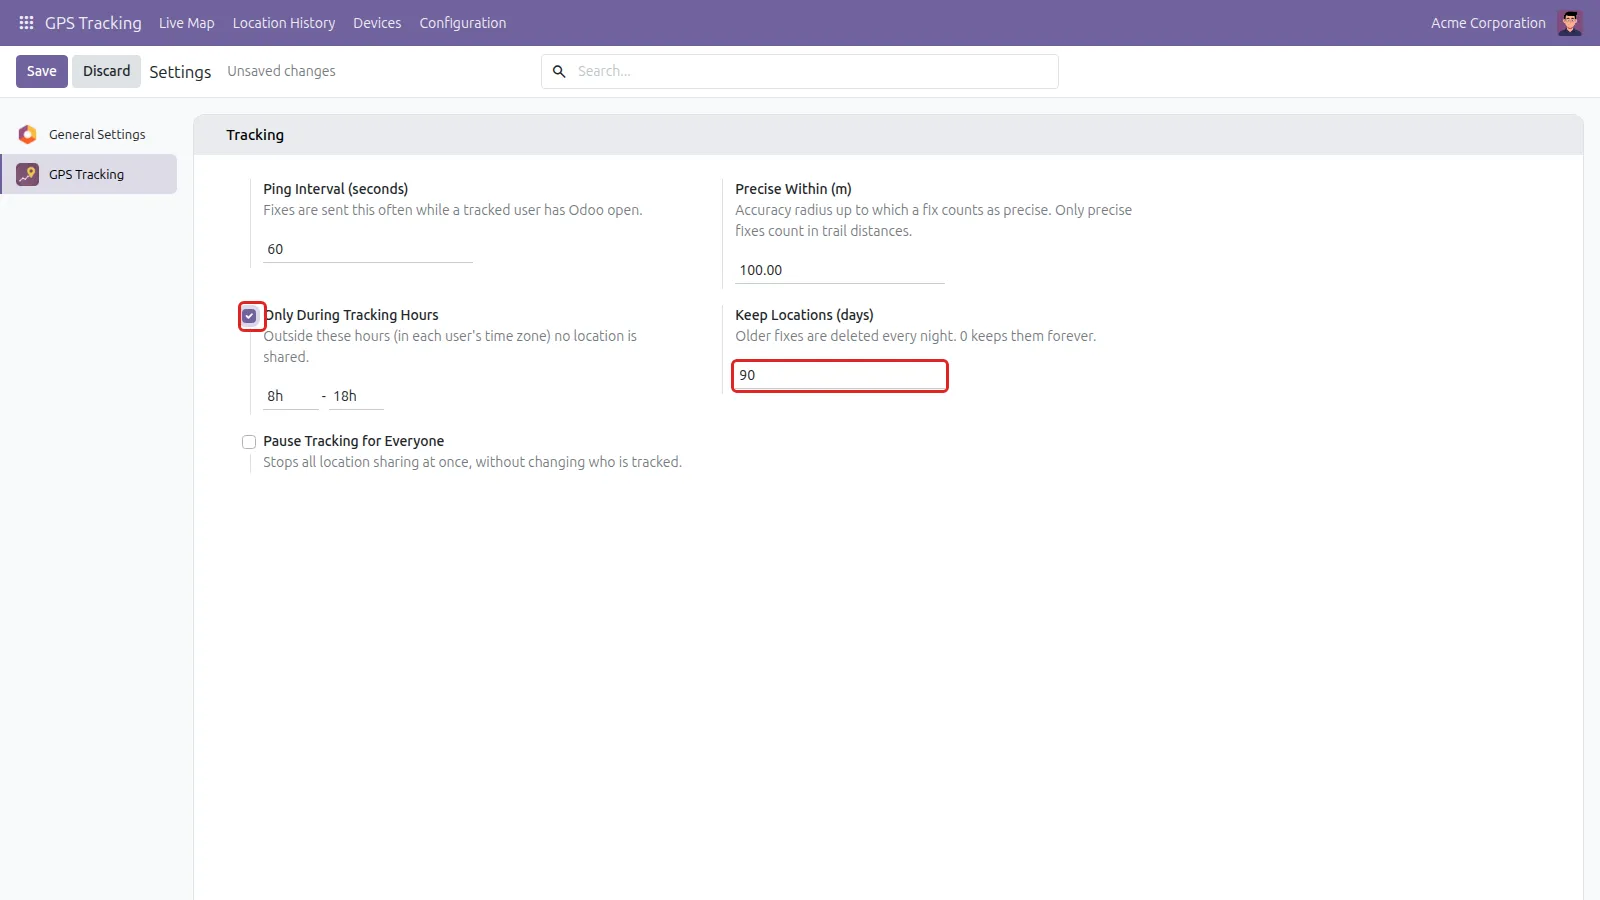 GPS Tracking
Live Map
Location History
Devices
Configuration
Acme Corporation
Save
Discard
Settings
Unsaved changes
Search...
General Settings
GPS Tracking
Tracking
Ping Interval (seconds)
Fixes are sent this often while a tracked user has Odoo open.
60
Precise Within (m)
Accuracy radius up to which a fix counts as precise. Only precise
fixes count in trail distances.
100.00
Only During Tracking Hours
Outside these hours (in each user's time zone) no location is
shared.
8h - 18h
Keep Locations (days)
Older fixes are deleted every night. 0 keeps them forever.
90
Pause Tracking for Everyone
Stops all location sharing at once, without changing who is tracked.